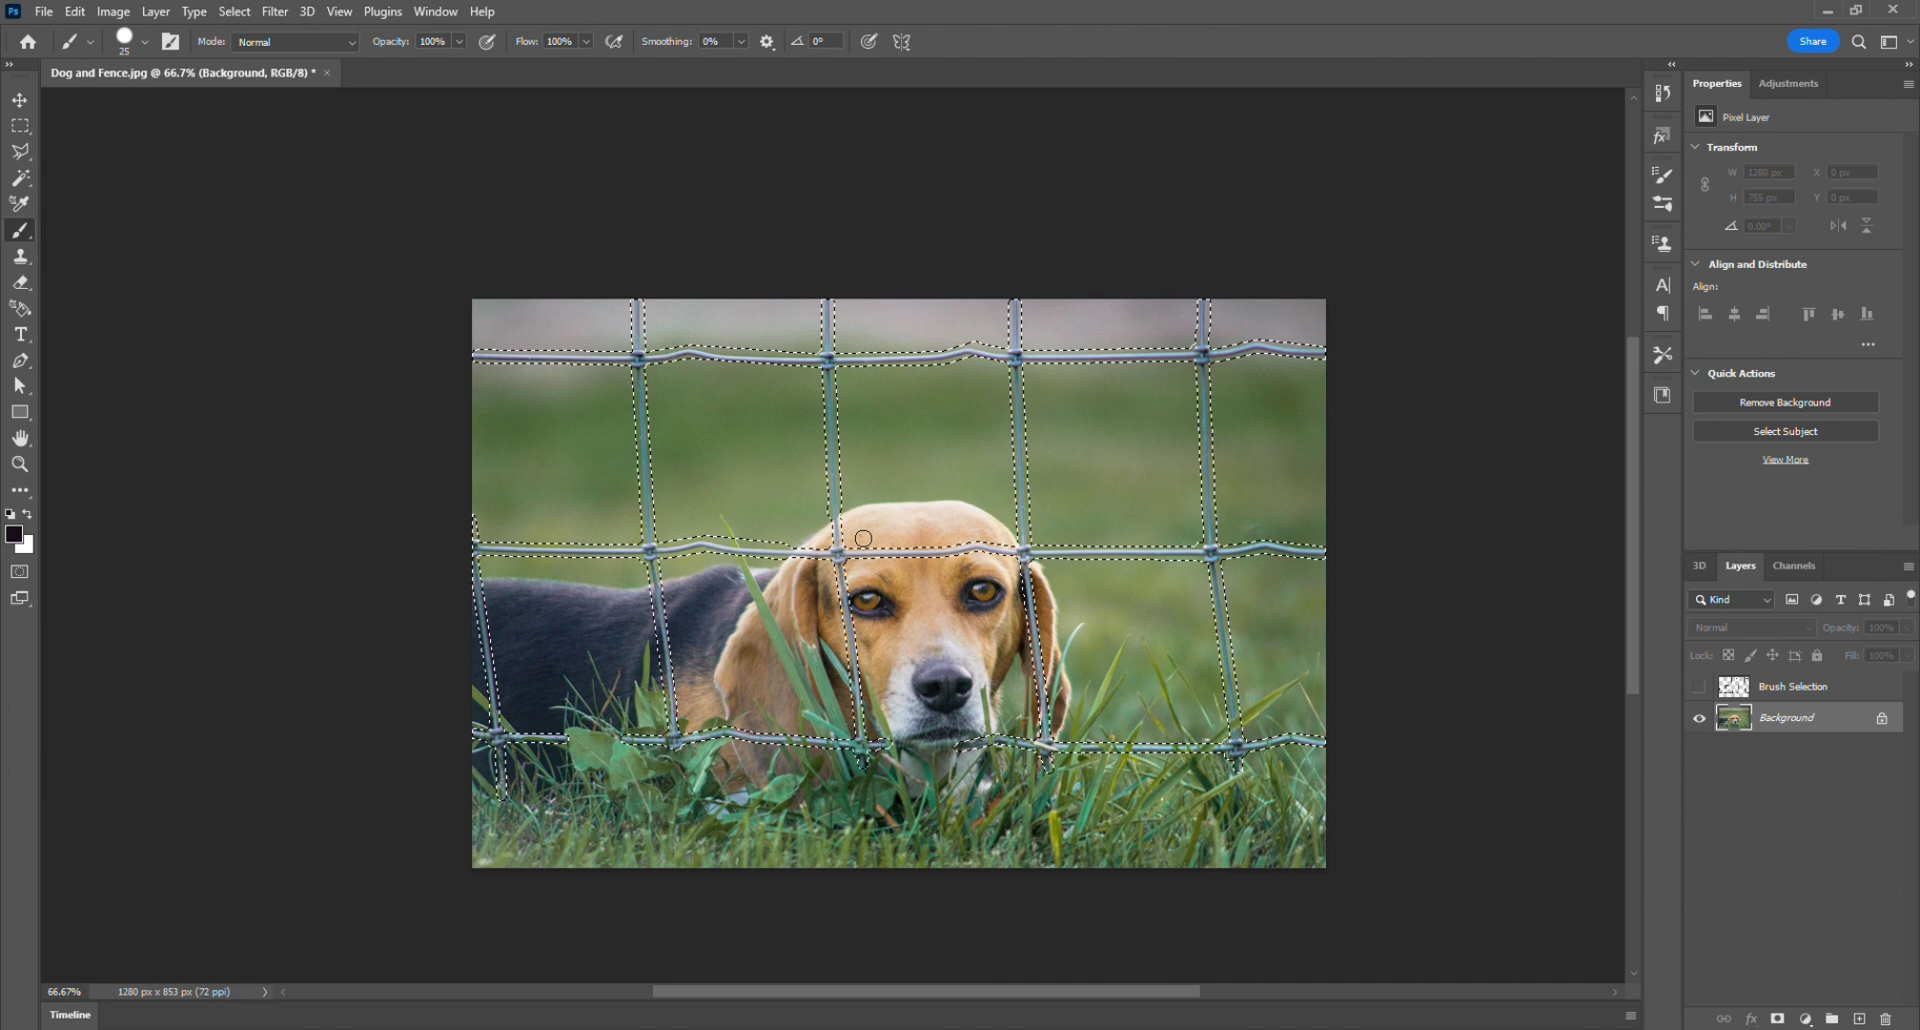 Ps File Edit Image Layer Type Select Filter 3D View Plugins Window Help
25 Mode: Normal Opacity: 100% Flow: 100% Smoothing: 0% 0° Share
Dog and Fence.jpg @ 66.7% (Background, RGB/8) * ×
Properties Adjustments
Pixel Layer
Transform
W 1280 px X 0 px
H 755 px Y 0 px
0.00°
Align and Distribute
Align:
Quick Actions
Remove Background
Select Subject
View More
3D Layers Channels
Kind
Normal Opacity: 100%
Lock: Fill: 100%
Brush Selection
Background
66.67% 1280 px x 853 px (72 ppi)
Timeline